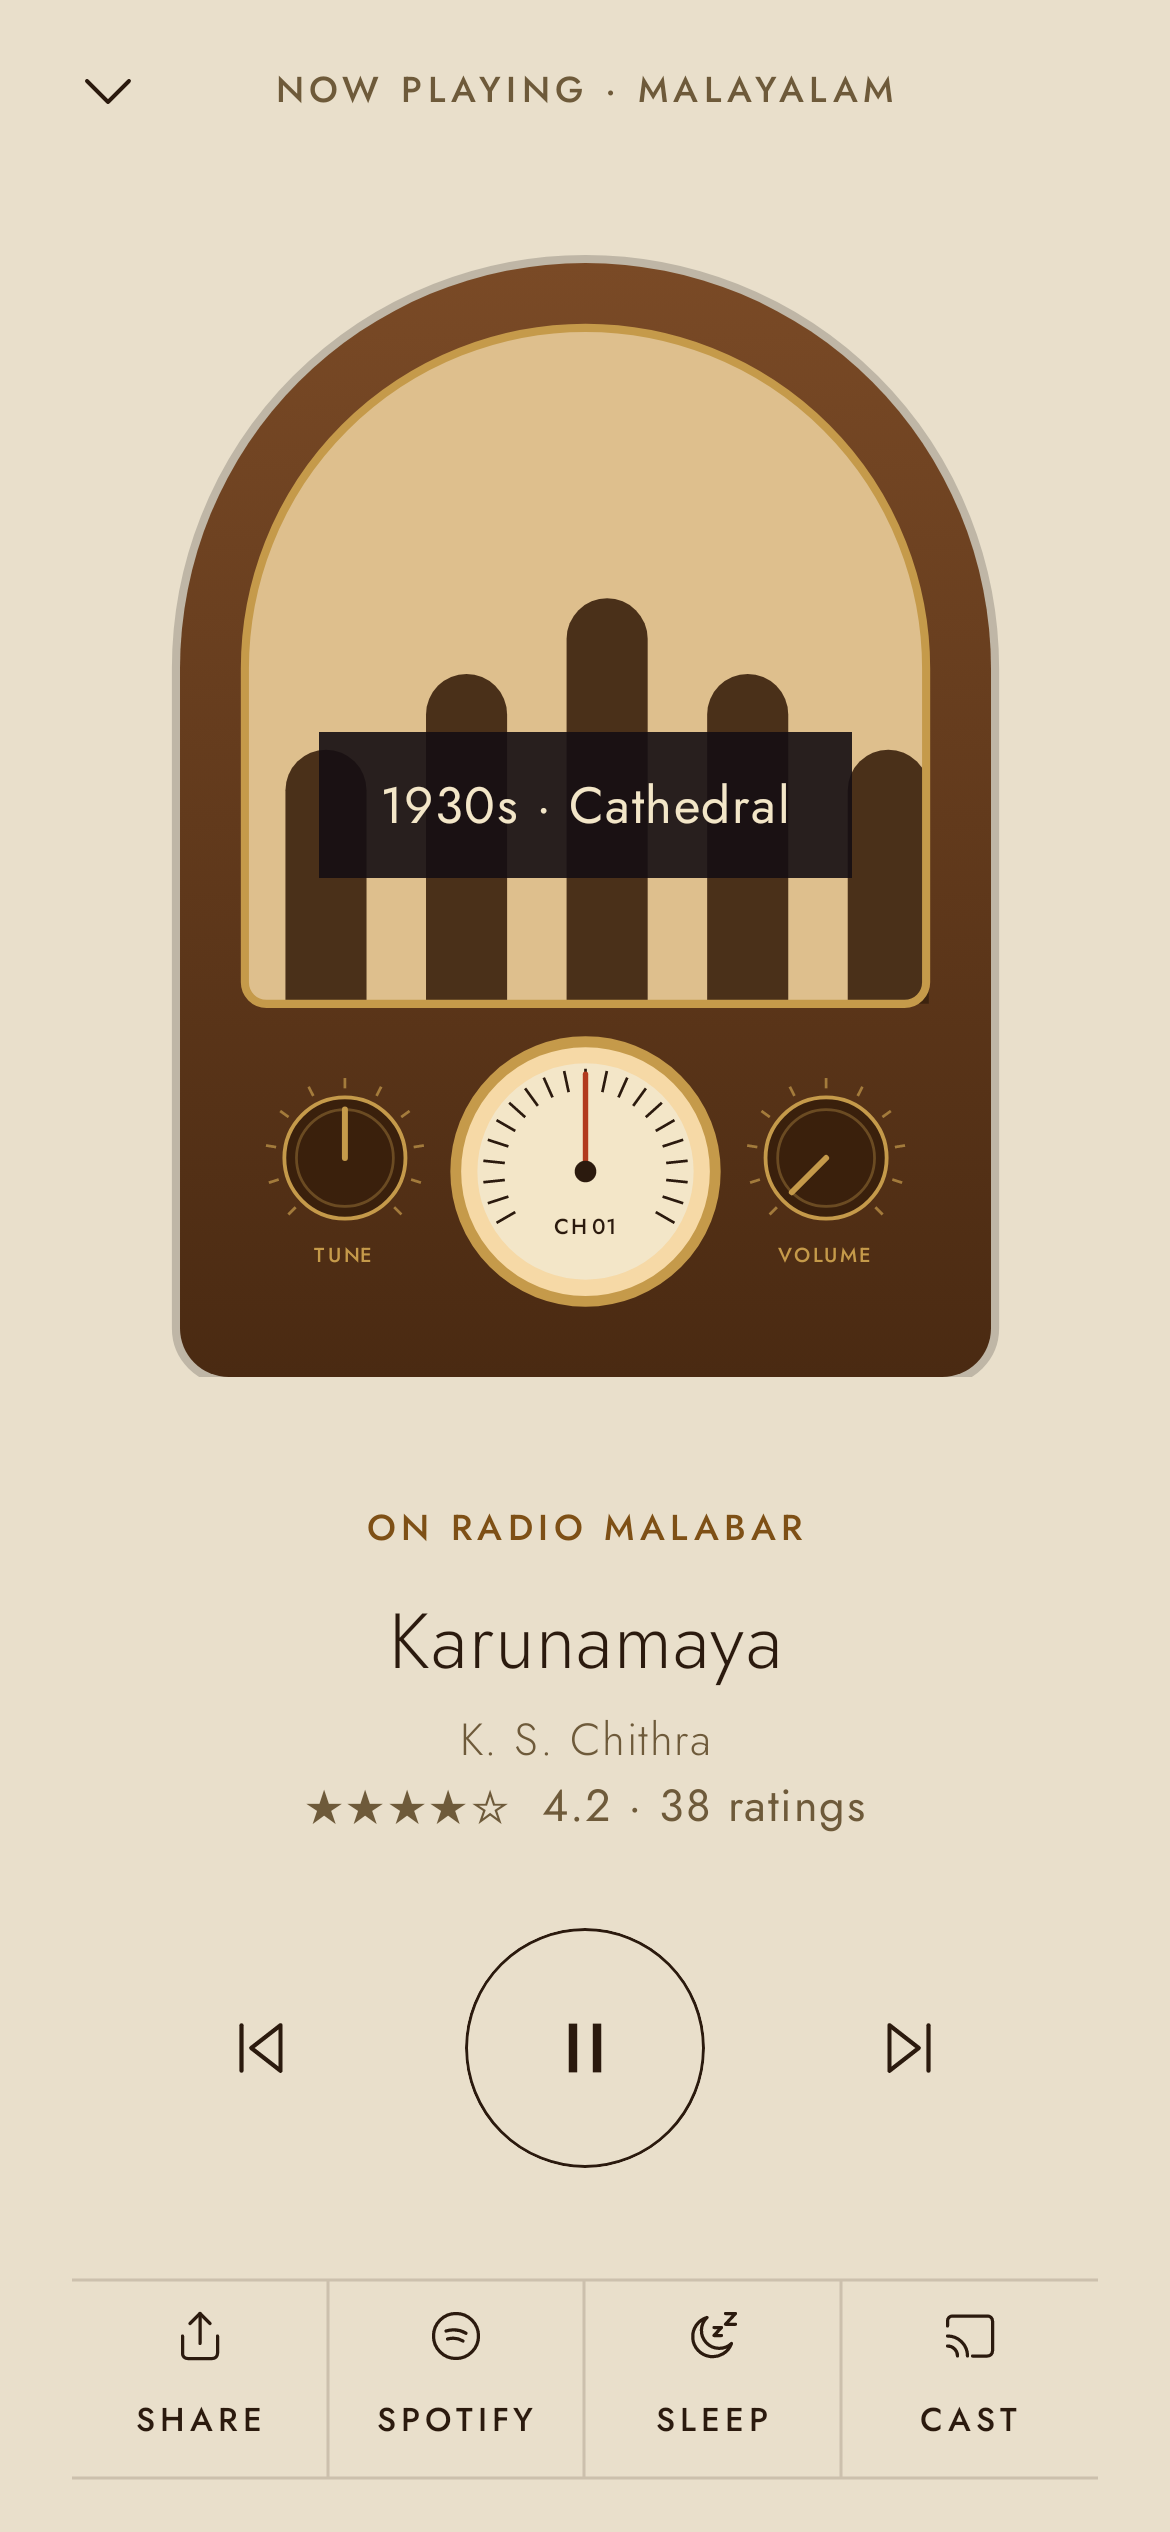 NOW PLAYING · MALAYALAM
1930s · Cathedral
CH 01
TUNE
VOLUME
ON RADIO MALABAR
Karunamaya
K. S. Chithra
★★★★☆ 4.2 · 38 ratings
SHARE
SPOTIFY
SLEEP
CAST